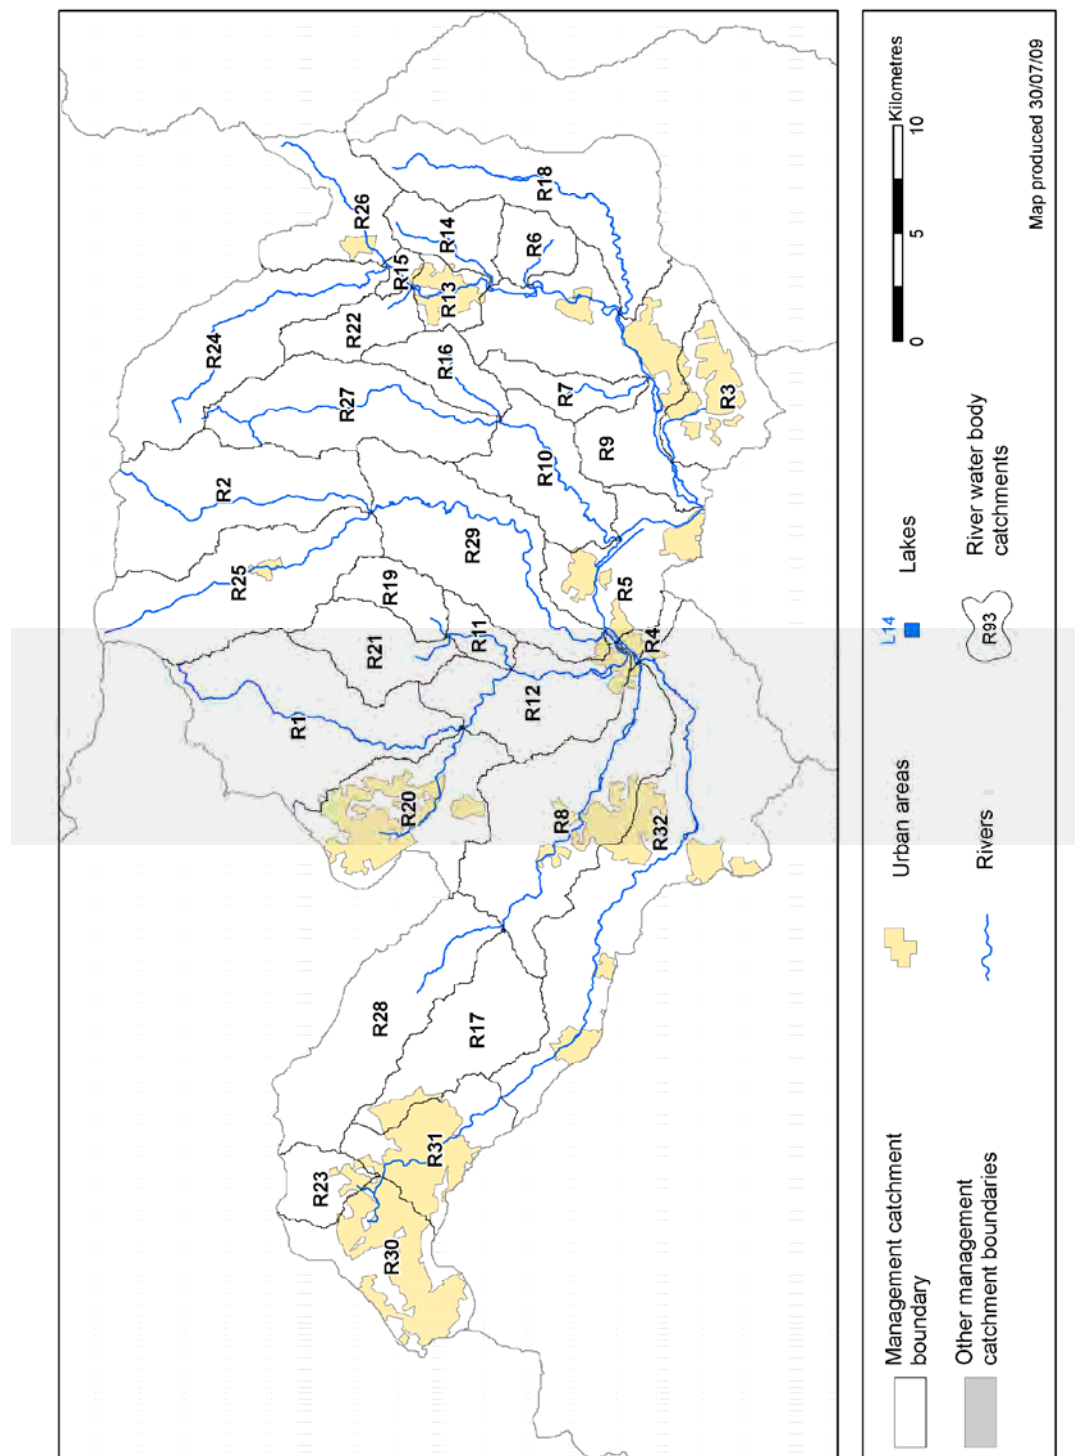 R30
R23
R31
R28
R17
R20
R8
R32
R1
R21
R12
R11
R19
R4
R5
R25
R2
R29
R10
R9
R27
R7
R3
R16
R24
R22
R13
R15
R14
R6
R26
R18
Management catchment
boundary
Other management
catchment boundaries
Urban areas
Rivers
L14
Lakes
R93
River water body
catchments
0
5
10
Kilometres
Map produced 30/07/09